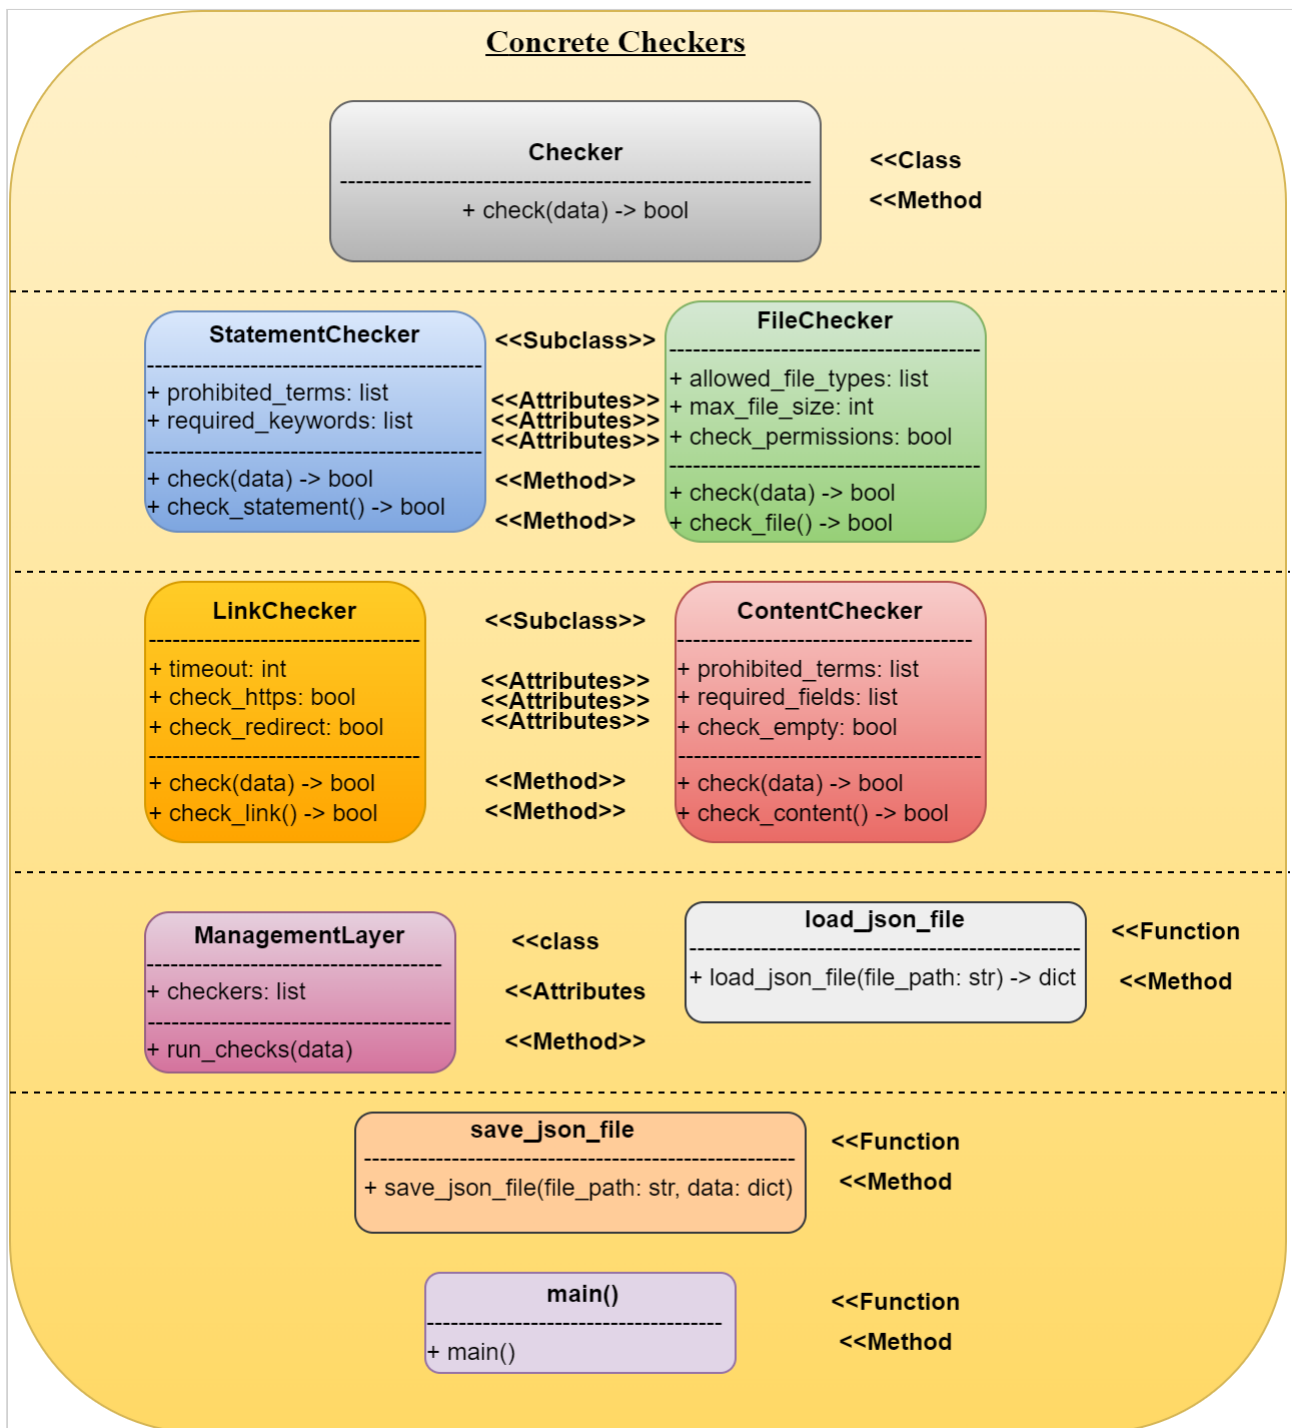 Concrete Checkers
Checker
<<Class
-----------------------------------------------------------
<<Method
+ check(data) -> bool
StatementChecker
<<Subclass>>
FileChecker
------------------------------------------
---------------------------------------
+ prohibited_terms: list
+ required_keywords: list
<<Attributes>>
<<Attributes>>
<<Attributes>>
+ allowed_file_types: list
+ max_file_size: int
+ check_permissions: bool
------------------------------------------
---------------------------------------
+ check(data) -> bool
+ check_statement() -> bool
<<Method>>
<<Method>>
+ check(data) -> bool
+ check_file() -> bool
LinkChecker
<<Subclass>>
ContentChecker
----------------------------------
-------------------------------------
+ timeout: int
+ check_https: bool
+ check_redirect: bool
<<Attributes>>
<<Attributes>>
<<Attributes>>
+ prohibited_terms: list
+ required_fields: list
+ check_empty: bool
----------------------------------
--------------------------------------
+ check(data) -> bool
+ check_link() -> bool
<<Method>>
<<Method>>
+ check(data) -> bool
+ check_content() -> bool
ManagementLayer
<<class
load_json_file
<<Function
-------------------------------------
-------------------------------------------------
+ checkers: list
<<Attributes
+ load_json_file(file_path: str) -> dict
<<Method
--------------------------------------
+ run_checks(data)
<<Method>>
save_json_file
<<Function
------------------------------------------------------
+ save_json_file(file_path: str, data: dict)
<<Method
main()
<<Function
-------------------------------------
+ main()
<<Method